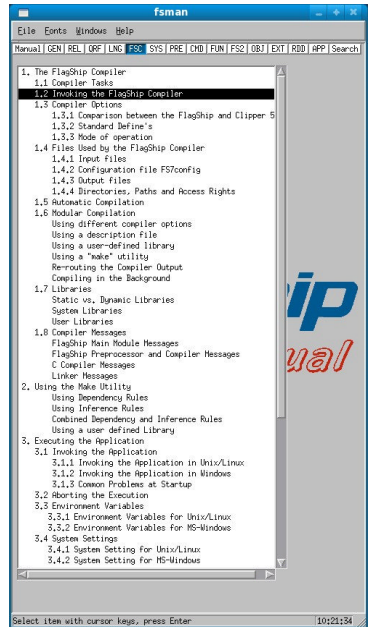 fsman
File Fonts Windows Help
Manual GEN REL QRF LNG FSC SYS PRE CMD FUN FS2 OBJ EXT RDD APP Search
1. The FlagShip Compiler
1.1 Compiler Tasks
1.2 Invoking the FlagShip Compiler
1.3 Compiler Options
1.3.1 Comparison between the FlagShip and Clipper 5
1.3.2 Standard Define's
1.3.3 Mode of operation
1.4 Files Used by the FlagShip Compiler
1.4.1 Input files
1.4.2 Configuration file FS7config
1.4.3 Output files
1.4.4 Directories, Paths and Access Rights
1.5 Automatic Compilation
1.6 Modular Compilation
Using different compiler options
Using a description file
Using a user-defined library
Using a "make" utility
Re-routing the Compiler Output
Compiling in the Background
1.7 Libraries
Static vs. Dynamic Libraries
System Libraries
User Libraries
1.8 Compiler Messages
FlagShip Main Module Messages
FlagShip Preprocessor and Compiler Messages
C Compiler Messages
Linker Messages
2. Using the Make Utility
Using Dependency Rules
Using Inference Rules
Combined Dependency and Inference Rules
Using a user defined Library
3. Executing the Application
3.1 Invoking the Application
3.1.1 Invoking the Application in Unix/Linux
3.1.2 Invoking the Application in Windows
3.1.3 Common Problems at Startup
3.2 Aborting the Execution
3.3 Environment Variables
3.3.1 Environment Variables for Unix/Linux
3.3.2 Environment Variables for MS-Windows
3.4 System Settings
3.4.1 System Setting for Unix/Linux
3.4.2 System Setting for MS-Windows
ip
ual
Select item with cursor keys, press Enter
10:21:34